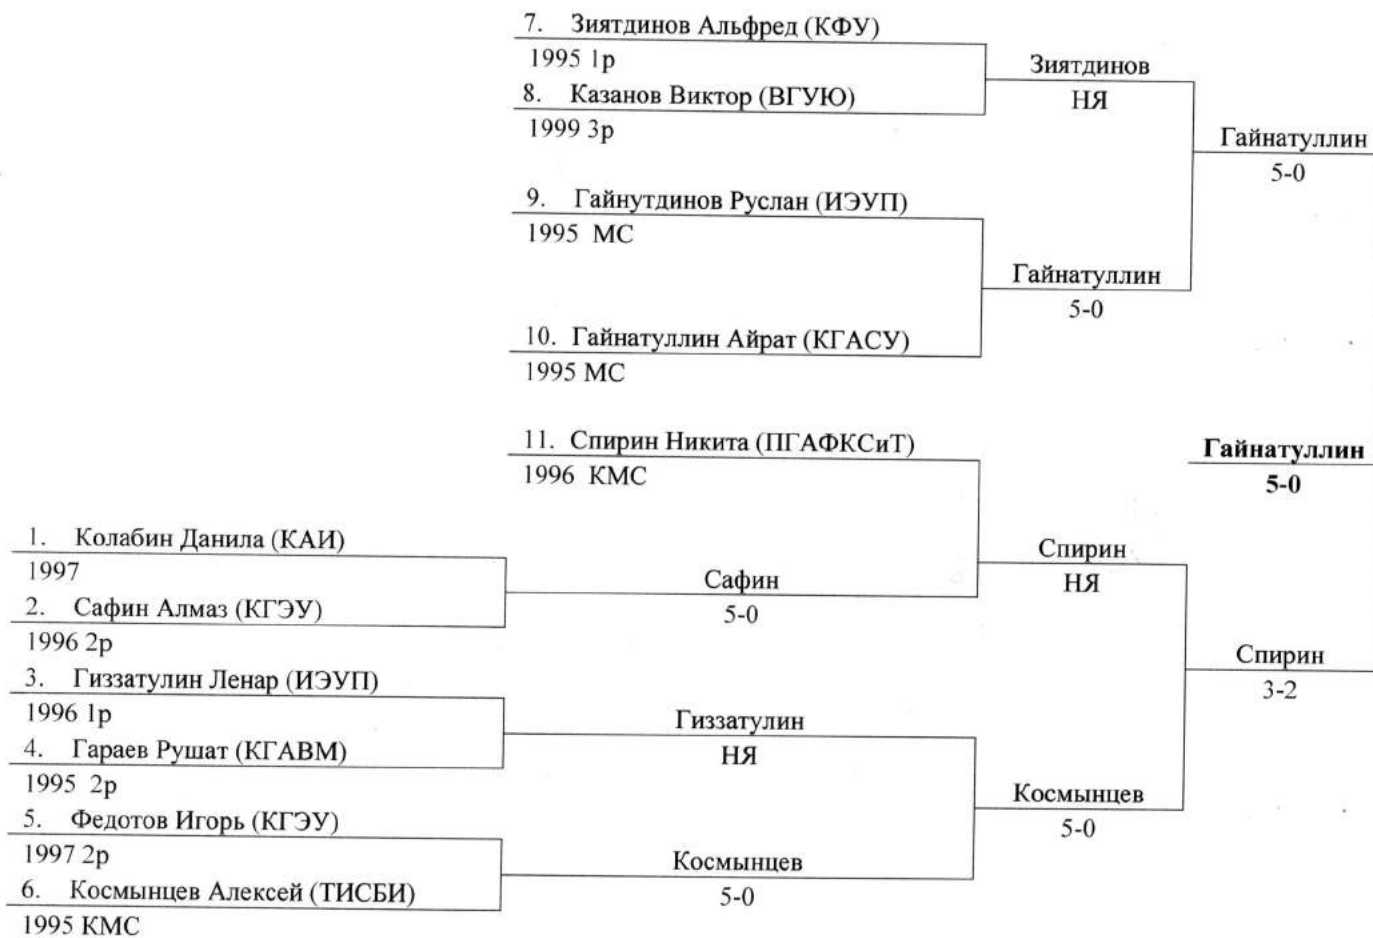 7. Зиятдинов Альфред (КФУ)
1995 1р
Зиятдинов
8. Казанов Виктор (ВГУЮ)
НЯ
1999 3р
Гайнатуллин
5-0
9. Гайнутдинов Руслан (ИЭУП)
1995 МС
Гайнатуллин
5-0
10. Гайнатуллин Айрат (КГАСУ)
1995 МС
11. Спирин Никита (ПГАФКСиТ)
1996 КМС
Гайнатуллин
5-0
1. Колабин Данила (КАИ)
1997
Спирин
НЯ
Сафин
5-0
2. Сафин Алмаз (КГЭУ)
1996 2р
Спирин
3-2
3. Гиззатулин Ленар (ИЭУП)
1996 1р
Гиззатулин
НЯ
4. Гараев Рушат (КГАВМ)
1995 2р
Космынцев
5-0
5. Федотов Игорь (КГЭУ)
1997 2р
Космынцев
5-0
6. Космынцев Алексей (ТИСБИ)
1995 КМС